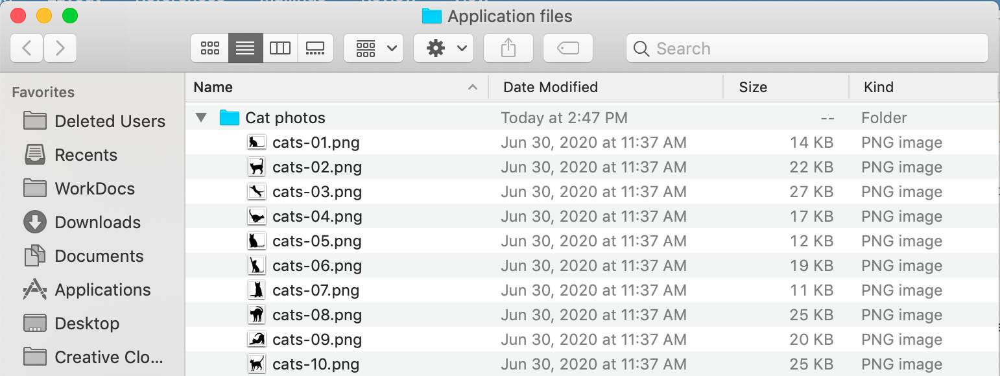 Application files
Search
Favorites
Deleted Users
Recents
WorkDocs
Downloads
Documents
Applications
Desktop
Creative Clo...
Name Date Modified Size Kind
Cat photos Today at 2:47 PM -- Folder
cats-01.png Jun 30, 2020 at 11:37 AM 14 KB PNG image
cats-02.png Jun 30, 2020 at 11:37 AM 22 KB PNG image
cats-03.png Jun 30, 2020 at 11:37 AM 27 KB PNG image
cats-04.png Jun 30, 2020 at 11:37 AM 17 KB PNG image
cats-05.png Jun 30, 2020 at 11:37 AM 12 KB PNG image
cats-06.png Jun 30, 2020 at 11:37 AM 19 KB PNG image
cats-07.png Jun 30, 2020 at 11:37 AM 11 KB PNG image
cats-08.png Jun 30, 2020 at 11:37 AM 25 KB PNG image
cats-09.png Jun 30, 2020 at 11:37 AM 20 KB PNG image
cats-10.png Jun 30, 2020 at 11:37 AM 25 KB PNG image